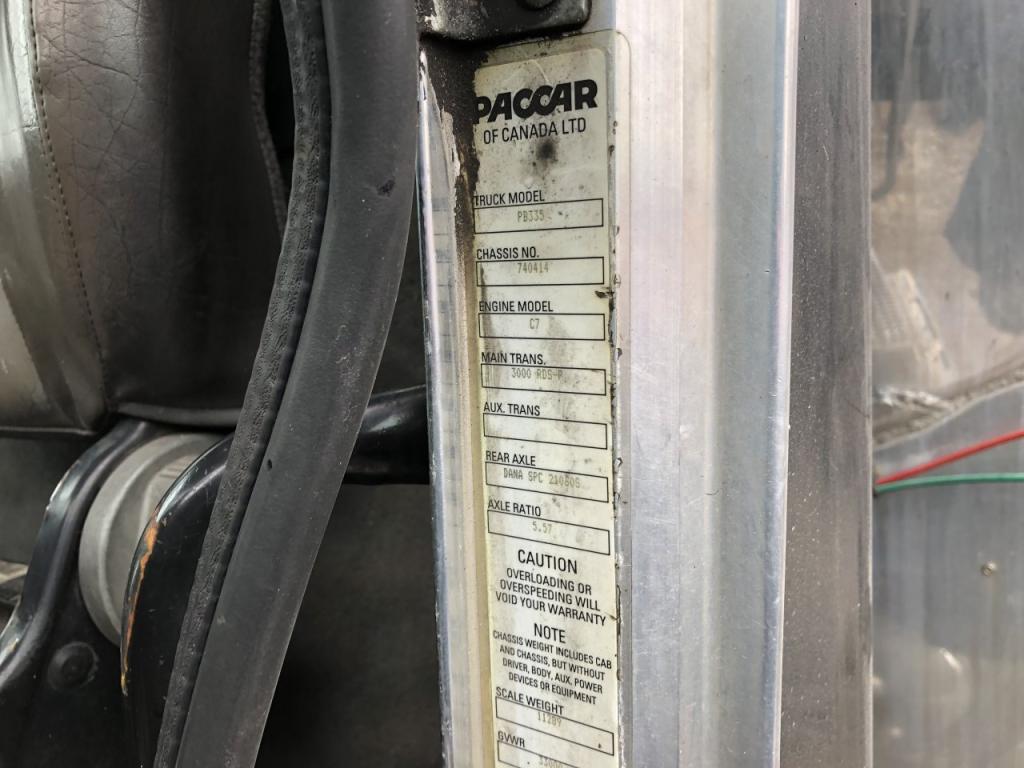 PACCAR
OF CANADA LTD
TRUCK MODEL
PB335
CHASSIS NO.
740414
ENGINE MODEL
C7
MAIN TRANS.
3000 RDS-P
AUX. TRANS
REAR AXLE
DANA SPC 21060S
AXLE RATIO
5.57
CAUTION
OVERLOADING OR
OVERSPEEDING WILL
VOID YOUR WARRANTY
NOTE
CHASSIS WEIGHT INCLUDES CAB
AND CHASSIS, BUT WITHOUT
DRIVER, BODY, AUX. POWER
DEVICES OR EQUIPMENT
SCALE WEIGHT
11289
GVWR
33000